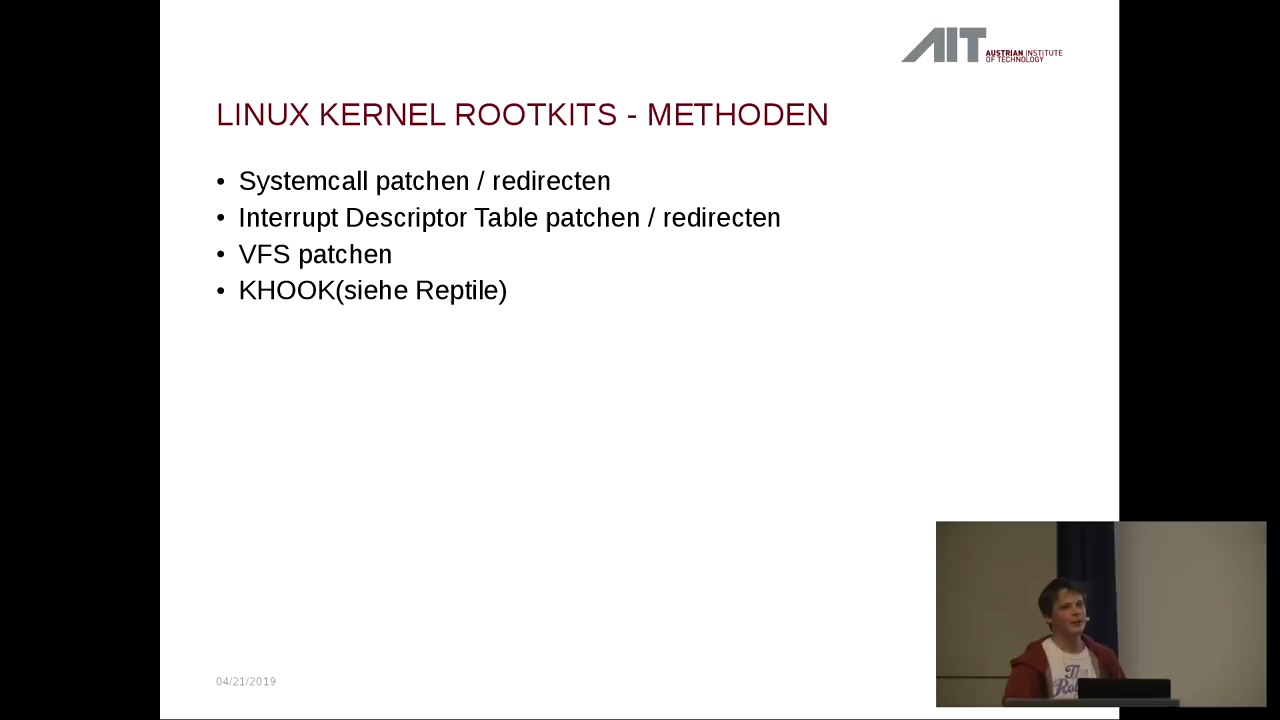 AIT
AUSTRIAN INSTITUTE
OF TECHNOLOGY
LINUX KERNEL ROOTKITS - METHODEN
• Systemcall patchen / redirecten
• Interrupt Descriptor Table patchen / redirecten
• VFS patchen
• KHOOK(siehe Reptile)
04/21/2019